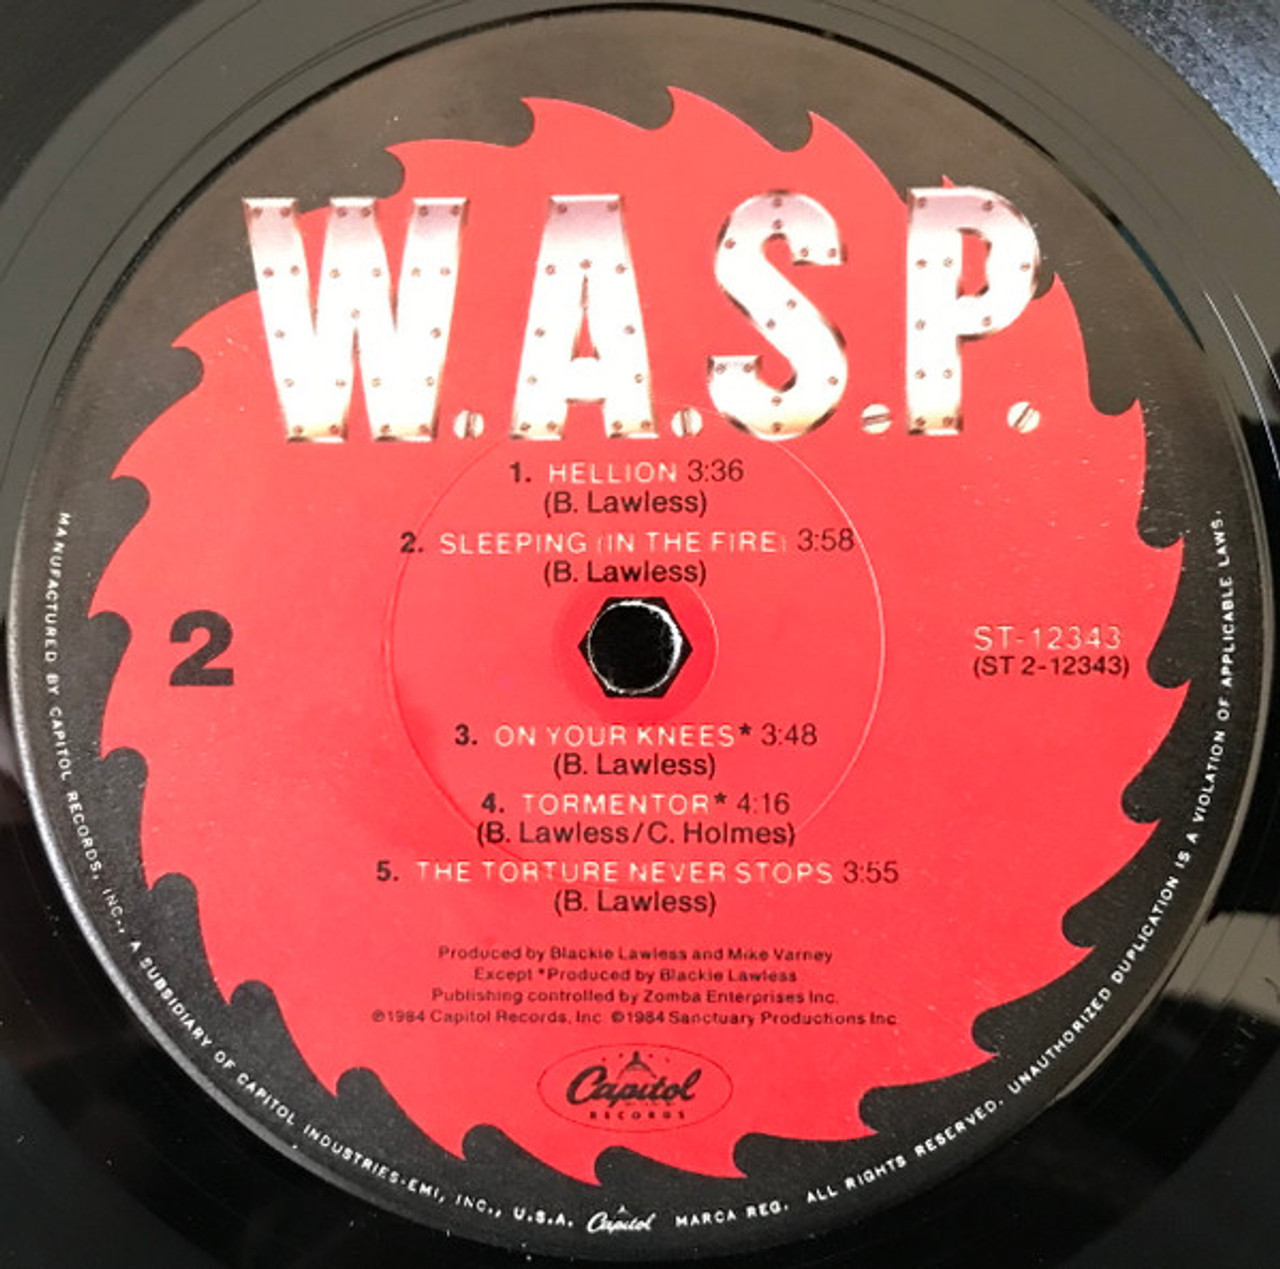 W.A.S.P.
1. HELLION 3:36
(B. Lawless)
2. SLEEPING (IN THE FIRE) 3:58
(B. Lawless)
2
ST-12343
(ST 2-12343)
3. ON YOUR KNEES* 3:48
(B. Lawless)
4. TORMENTOR* 4:16
(B. Lawless/C. Holmes)
5. THE TORTURE NEVER STOPS 3:55
(B. Lawless)
Produced by Blackie Lawless and Mike Varney
Except *Produced by Blackie Lawless
Publishing controlled by Zomba Enterprises Inc.
℗1984 Capitol Records, Inc. ©1984 Sanctuary Productions Inc.
Capitol
RECORDS
MANUFACTURED BY CAPITOL RECORDS, INC., A SUBSIDIARY OF CAPITOL INDUSTRIES-EMI, INC., U.S.A. Capitol MARCA REG. ALL RIGHTS RESERVED. UNAUTHORIZED DUPLICATION IS A VIOLATION OF APPLICABLE LAWS.